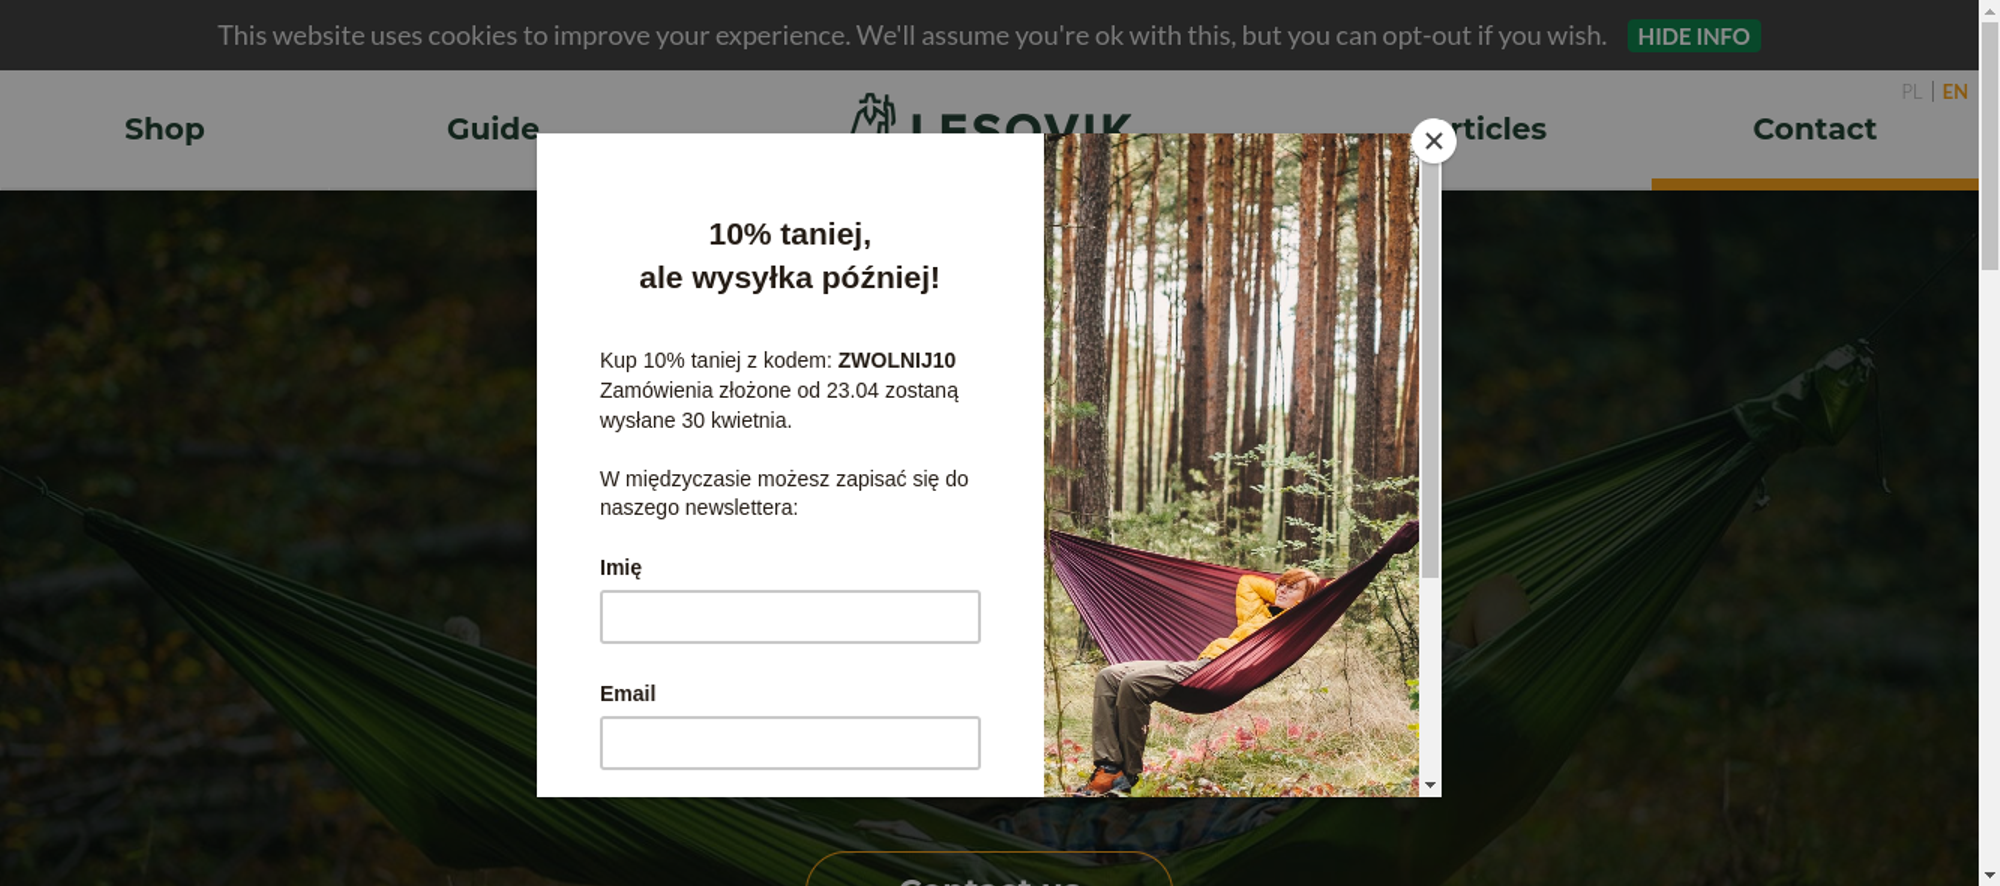 This website uses cookies to improve your experience. We'll assume you're ok with this, but you can opt-out if you wish. HIDE INFO
PL | EN
Shop
Guide
LESOVIK
rticles
Contact
10% taniej,
ale wysyłka później!
Kup 10% taniej z kodem: ZWOLNIJ10
Zamówienia złożone od 23.04 zostaną
wysłane 30 kwietnia.
W międzyczasie możesz zapisać się do
naszego newslettera:
Imię
Email
Contact us